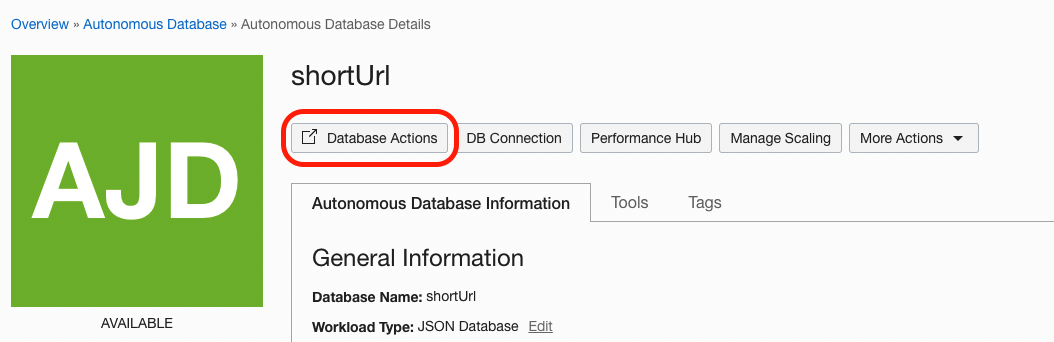 Overview » Autonomous Database » Autonomous Database Details
AJD
AVAILABLE
shortUrl
Database Actions DB Connection Performance Hub Manage Scaling More Actions
Autonomous Database Information Tools Tags
General Information
Database Name: shortUrl
Workload Type: JSON Database Edit